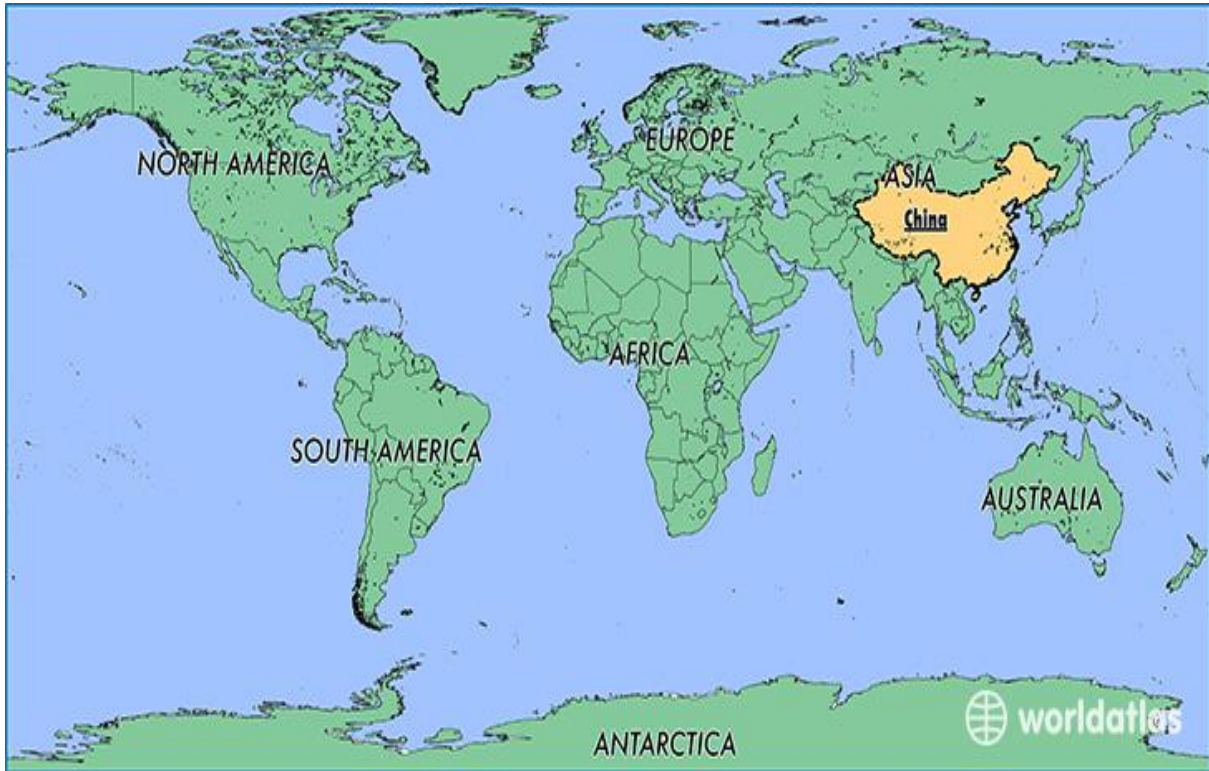 NORTH AMERICA
EUROPE
ASIA
China
AFRICA
SOUTH AMERICA
AUSTRALIA
worldatlas
ANTARCTICA